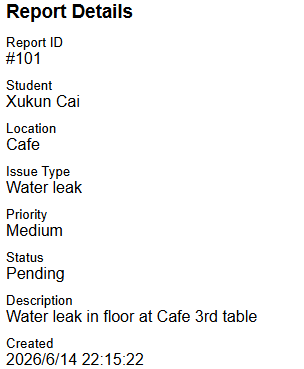 Report Details
Report ID
#101
Student
Xukun Cai
Location
Cafe
Issue Type
Water leak
Priority
Medium
Status
Pending
Description
Water leak in floor at Cafe 3rd table
Created
2026/6/14 22:15:22